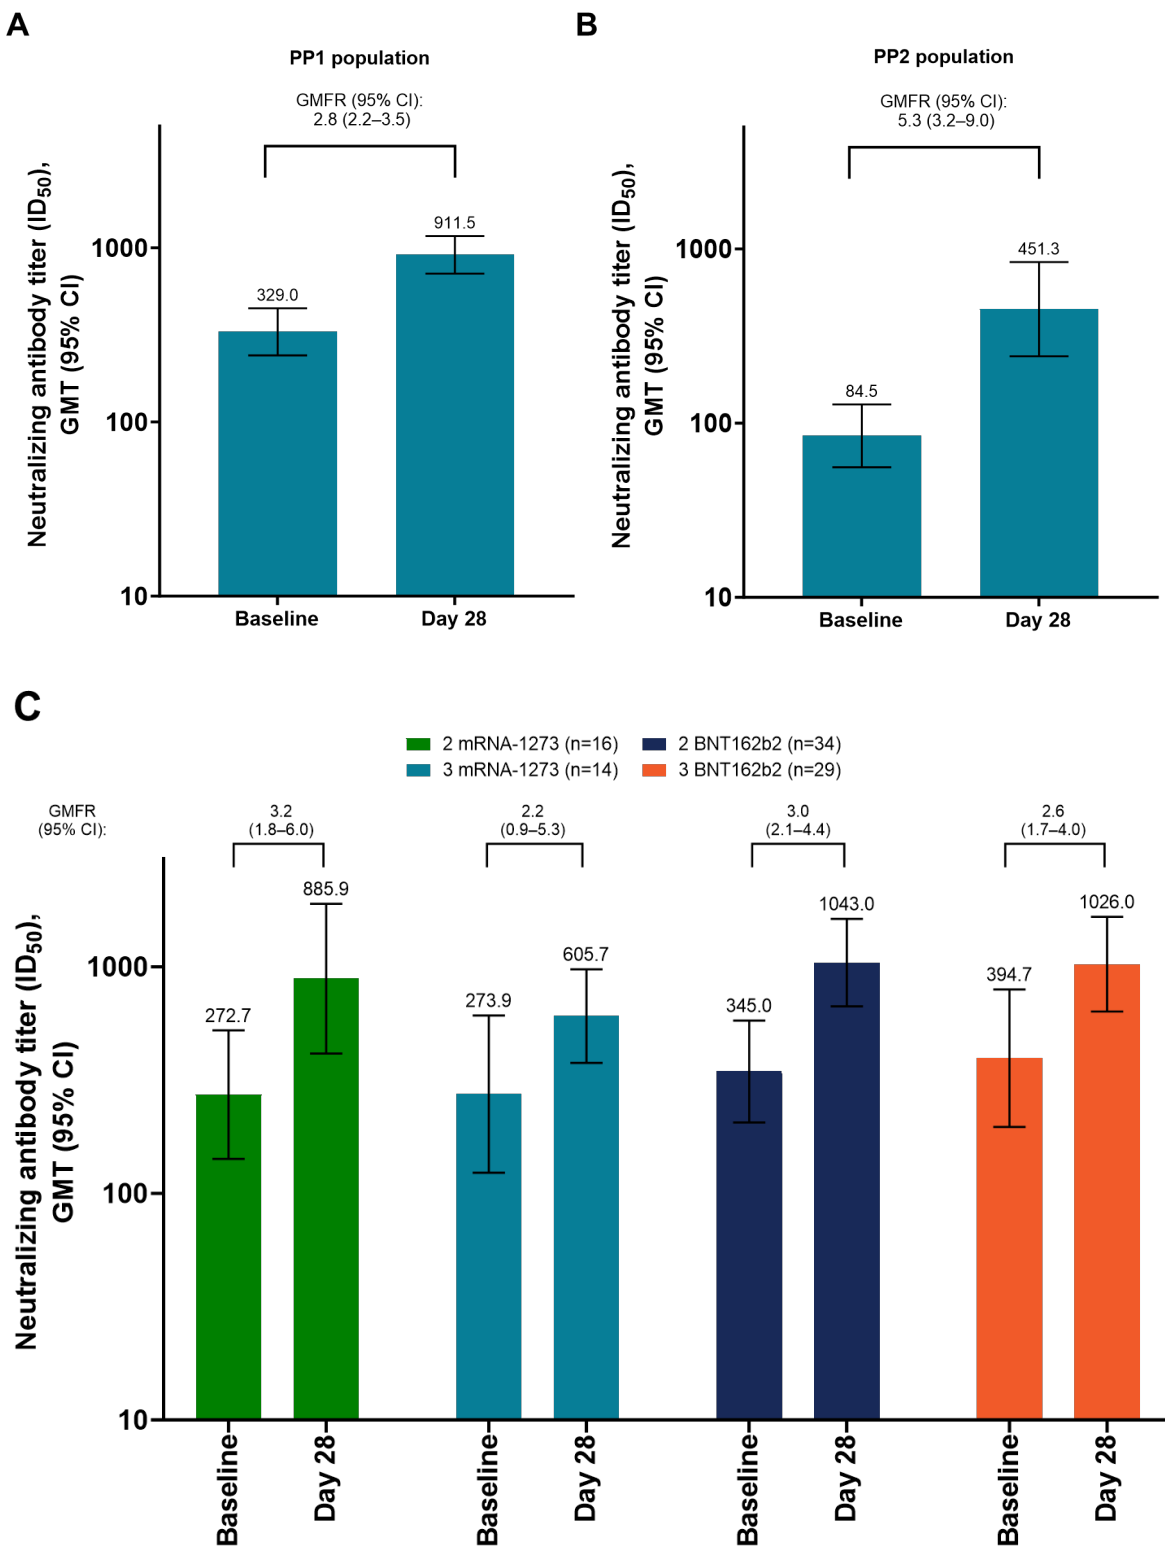 A
PP1 population
GMFR (95% CI):
2.8 (2.2–3.5)
Neutralizing antibody titer (ID50),
GMT (95% CI)
1000
100
10
329.0
911.5
Baseline
Day 28
B
PP2 population
GMFR (95% CI):
5.3 (3.2–9.0)
Neutralizing antibody titer (ID50),
GMT (95% CI)
1000
100
10
84.5
451.3
Baseline
Day 28
C
2 mRNA-1273 (n=16)
2 BNT162b2 (n=34)
3 mRNA-1273 (n=14)
3 BNT162b2 (n=29)
GMFR
(95% CI):
3.2
(1.8–6.0)
2.2
(0.9–5.3)
3.0
(2.1–4.4)
2.6
(1.7–4.0)
Neutralizing antibody titer (ID50),
GMT (95% CI)
1000
100
10
272.7
885.9
273.9
605.7
345.0
1043.0
394.7
1026.0
Baseline
Day 28
Baseline
Day 28
Baseline
Day 28
Baseline
Day 28